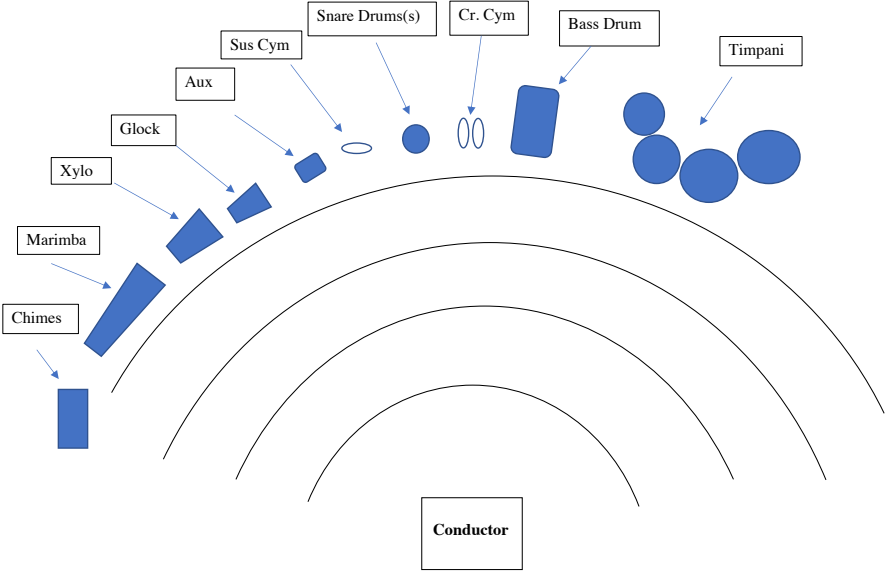 Snare Drums(s)
Cr. Cym
Bass Drum
Sus Cym
Timpani
Aux
Glock
Xylo
Marimba
Chimes
Conductor